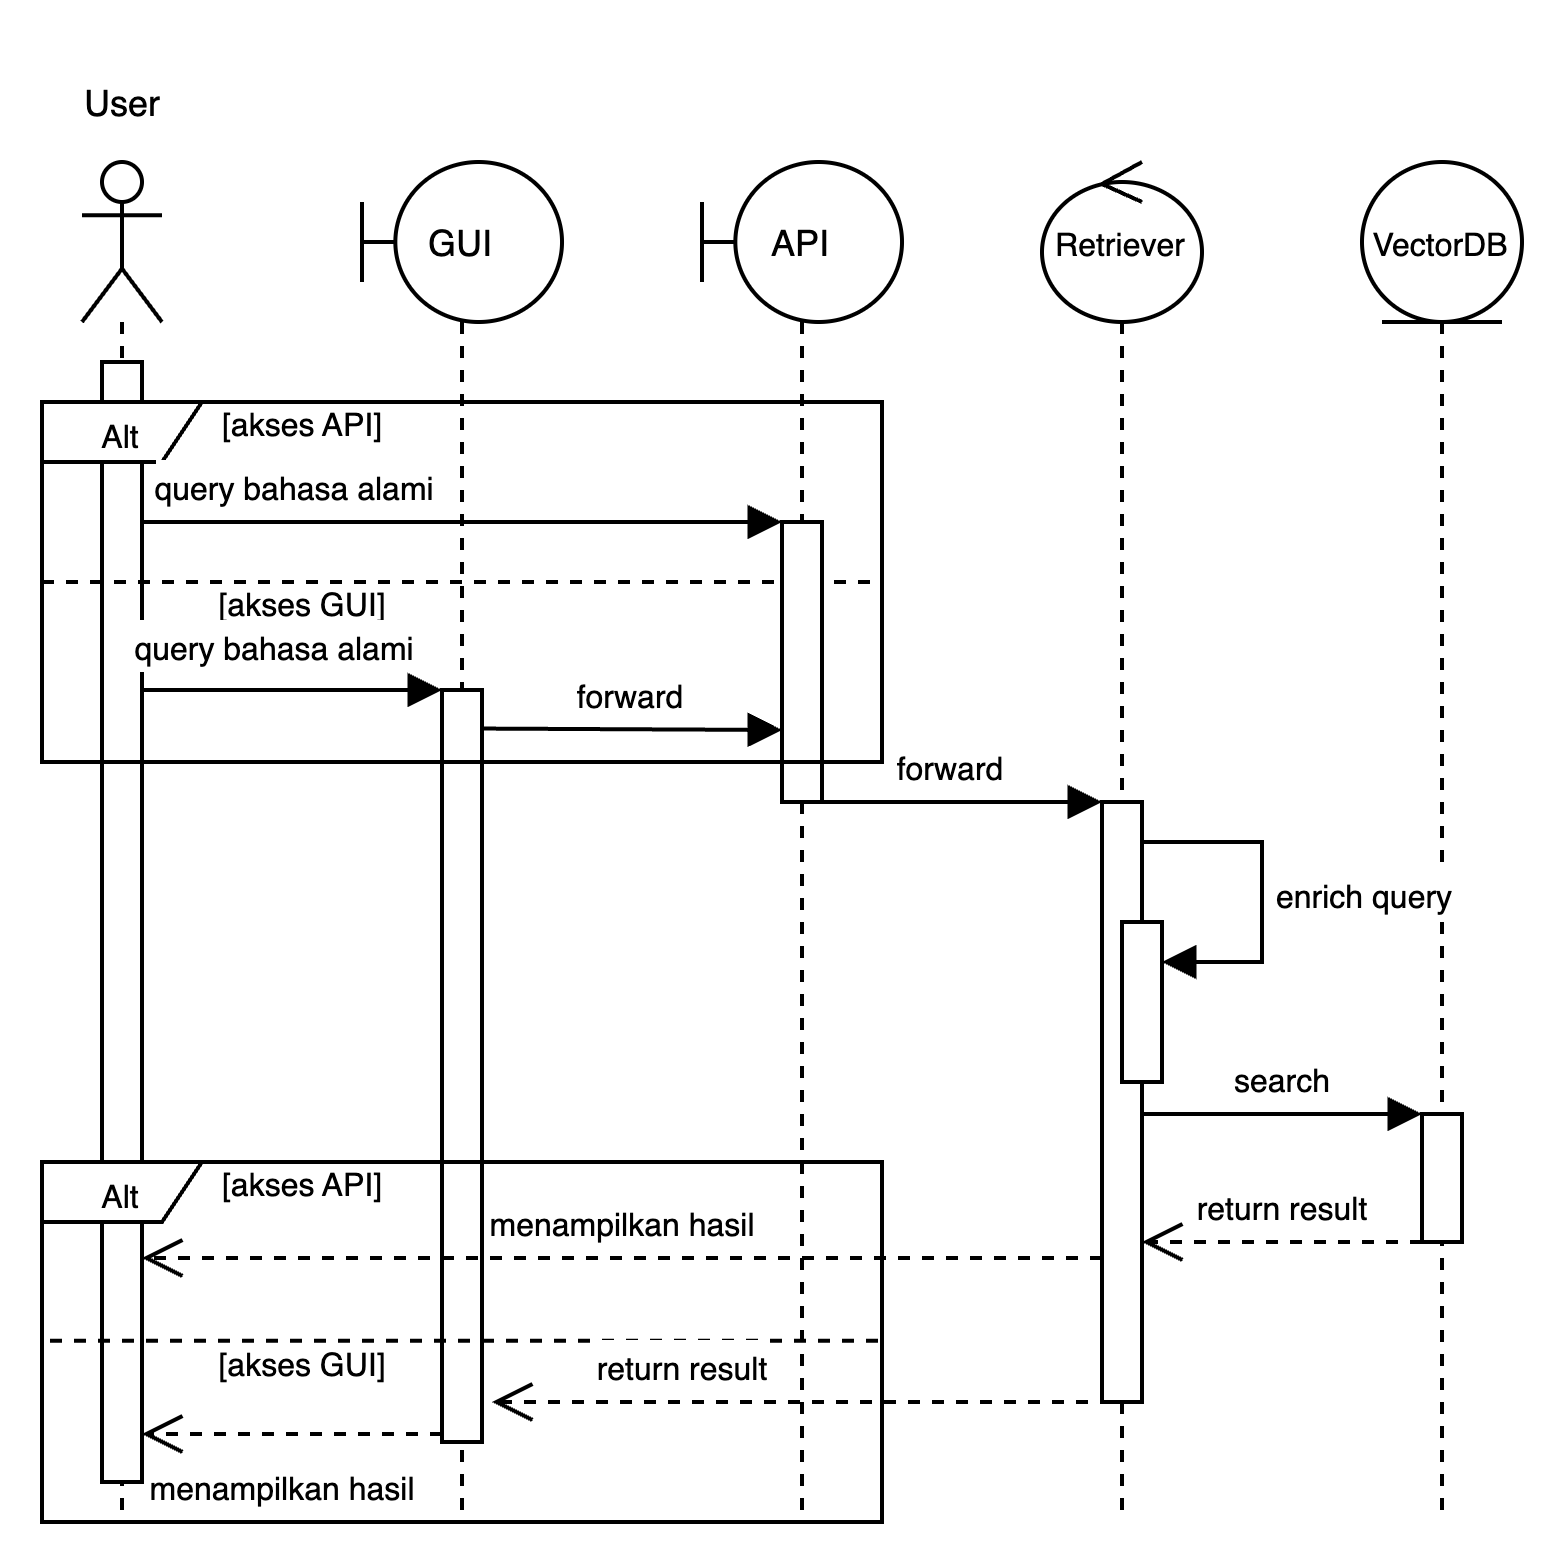 User
GUI
API
Retriever
VectorDB
Alt
[akses API]
query bahasa alami
[akses GUI]
query bahasa alami
forward
forward
enrich query
search
Alt
[akses API]
return result
menampilkan hasil
[akses GUI]
return result
menampilkan hasil